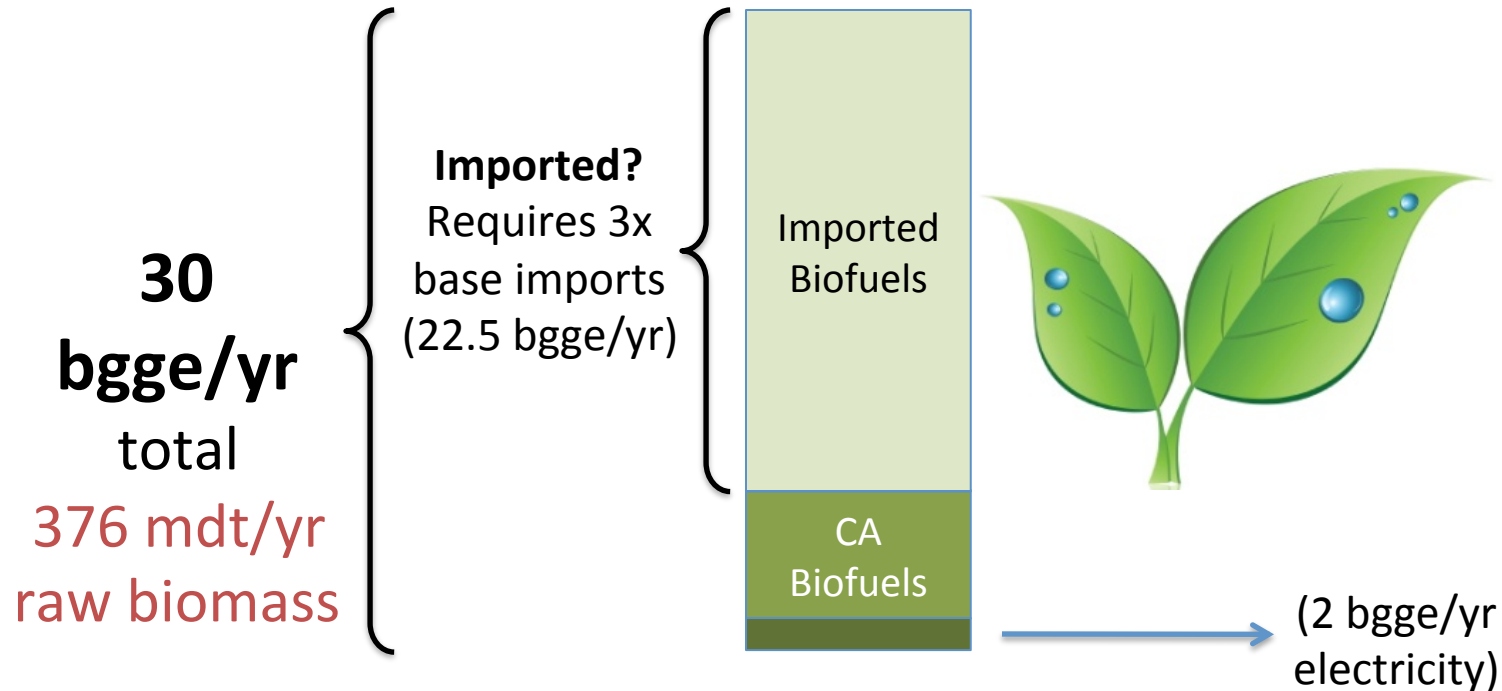 30
bgge/yr
total
376 mdt/yr
raw biomass
Imported?
Requires 3x
base imports
(22.5 bgge/yr)
Imported
Biofuels
CA
Biofuels
(2 bgge/yr
electricity)